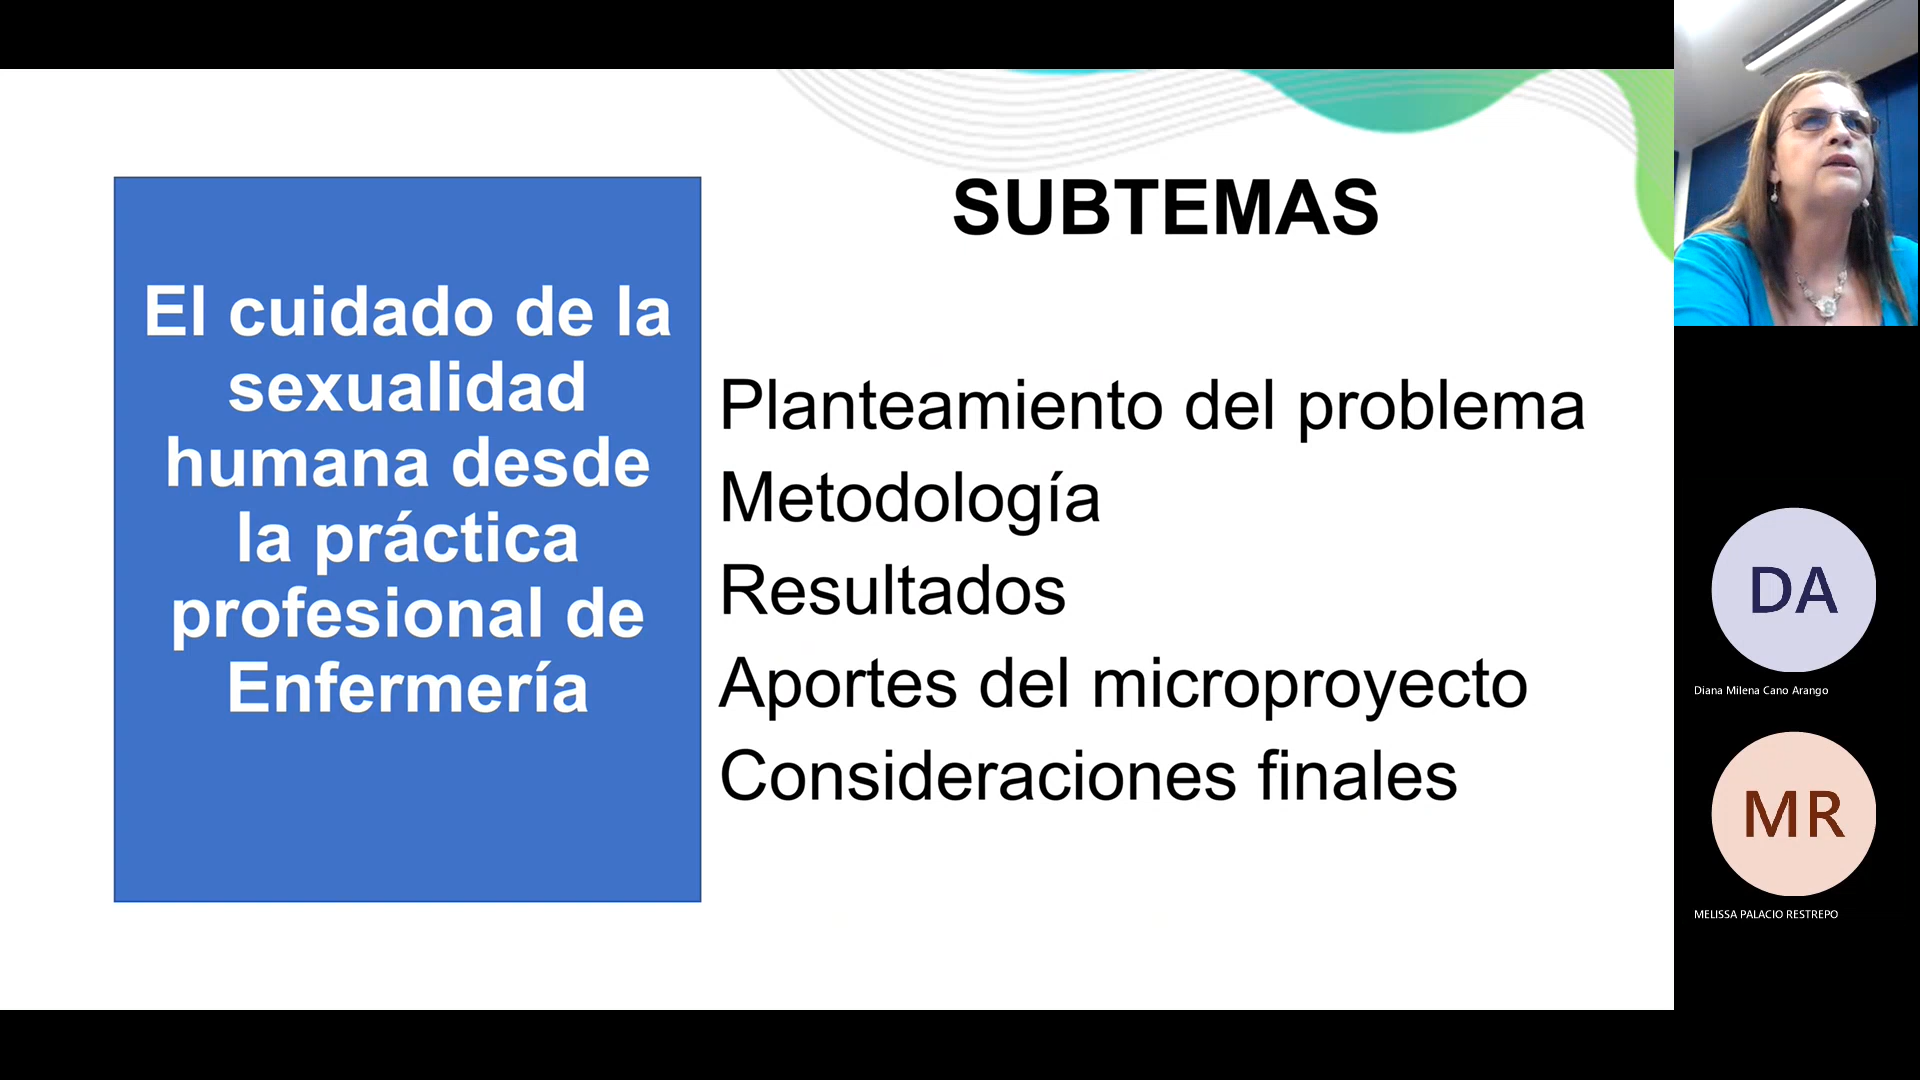 El cuidado de la
sexualidad
humana desde
la práctica
profesional de
Enfermería
SUBTEMAS
Planteamiento del problema
Metodología
Resultados
Aportes del microproyecto
Consideraciones finales
DA
Diana Milena Cano Arango
MR
MELISSA PALACIO RESTREPO